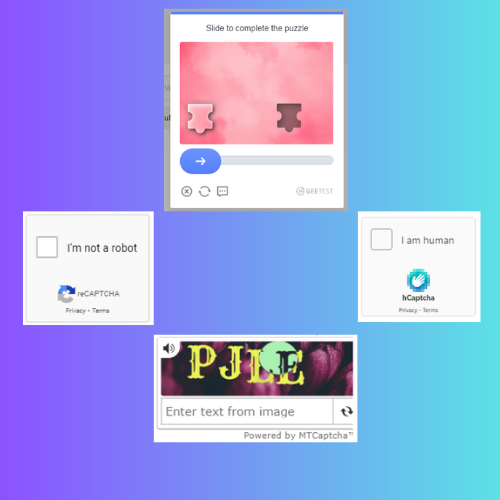 Slide to complete the puzzle
GEETEST
I'm not a robot
reCAPTCHA
Privacy - Terms
I am human
hCaptcha
Privacy - Terms
PJLE
Enter text from image
Powered by MTCaptcha™